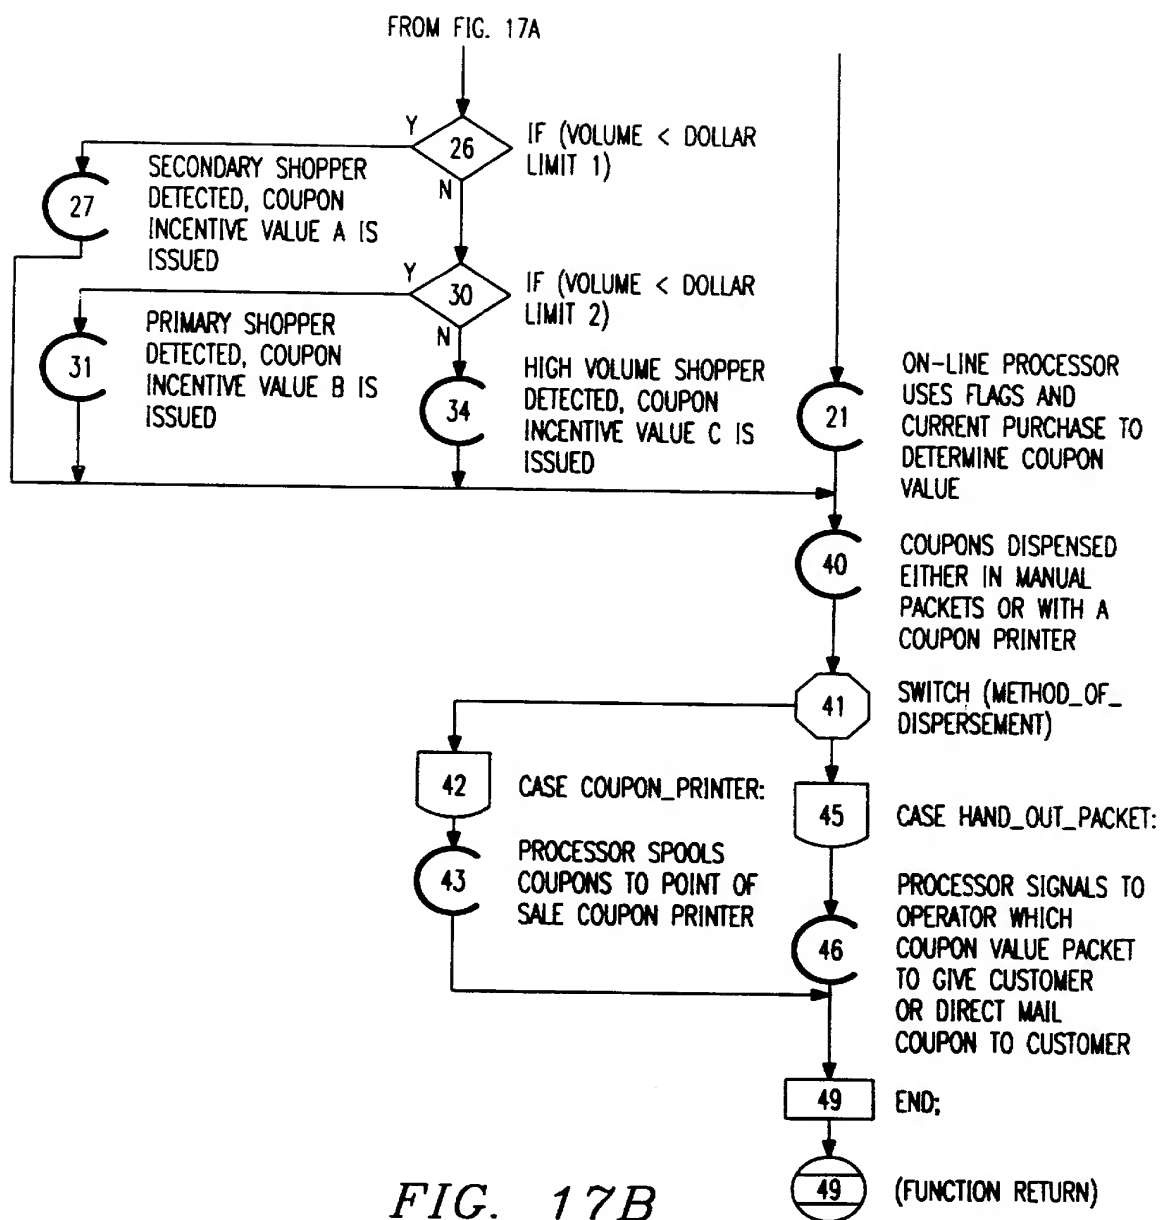 FROM FIG. 17A
Y
26
IF (VOLUME < DOLLAR
LIMIT 1)
N
27
SECONDARY SHOPPER
DETECTED, COUPON
INCENTIVE VALUE A IS
ISSUED
Y
30
IF (VOLUME < DOLLAR
LIMIT 2)
N
31
PRIMARY SHOPPER
DETECTED, COUPON
INCENTIVE VALUE B IS
ISSUED
34
HIGH VOLUME SHOPPER
DETECTED, COUPON
INCENTIVE VALUE C IS
ISSUED
21
ON-LINE PROCESSOR
USES FLAGS AND
CURRENT PURCHASE TO
DETERMINE COUPON
VALUE
40
COUPONS DISPENSED
EITHER IN MANUAL
PACKETS OR WITH A
COUPON PRINTER
41
SWITCH (METHOD_OF_
DISPERSEMENT)
42
CASE COUPON_PRINTER:
45
CASE HAND_OUT_PACKET:
43
PROCESSOR SPOOLS
COUPONS TO POINT OF
SALE COUPON PRINTER
46
PROCESSOR SIGNALS TO
OPERATOR WHICH
COUPON VALUE PACKET
TO GIVE CUSTOMER
OR DIRECT MAIL
COUPON TO CUSTOMER
49
END;
49
(FUNCTION RETURN)
FIG. 17B